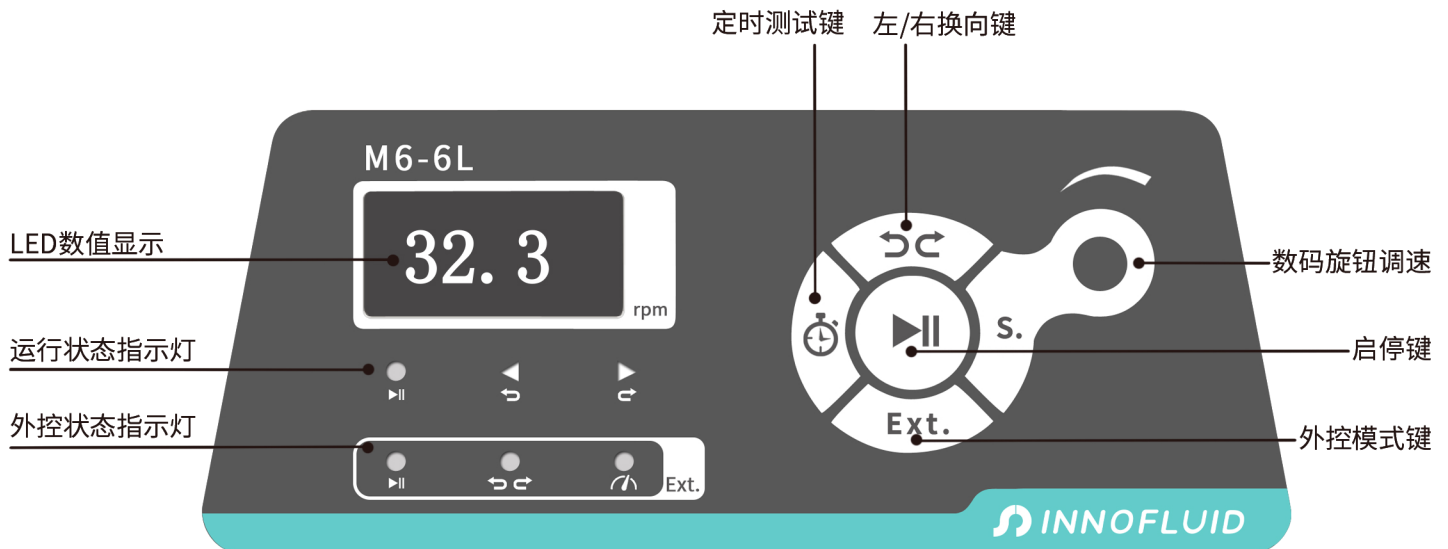 定时测试键
左/右换向键
M6-6L
LED数值显示
32. 3
rpm
数码旋钮调速
S.
启停键
运行状态指示灯
外控状态指示灯
Ext.
外控模式键
Ext.
INNOFLUID